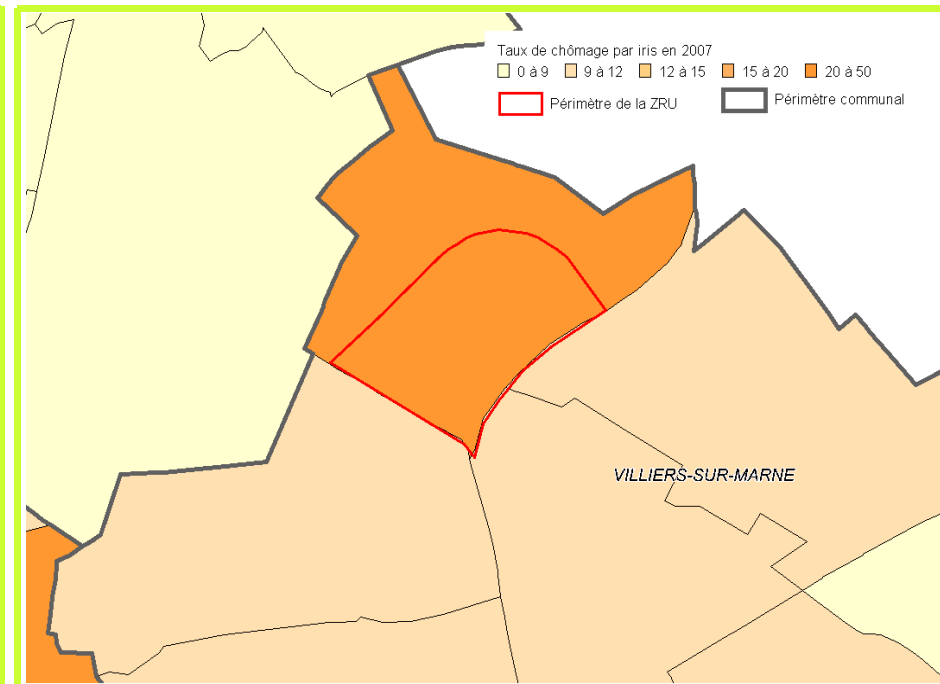 Taux de chômage par iris en 2007
0 à 9 9 à 12 12 à 15 15 à 20 20 à 50
Périmètre de la ZRU Périmètre communal
VILLIERS-SUR-MARNE